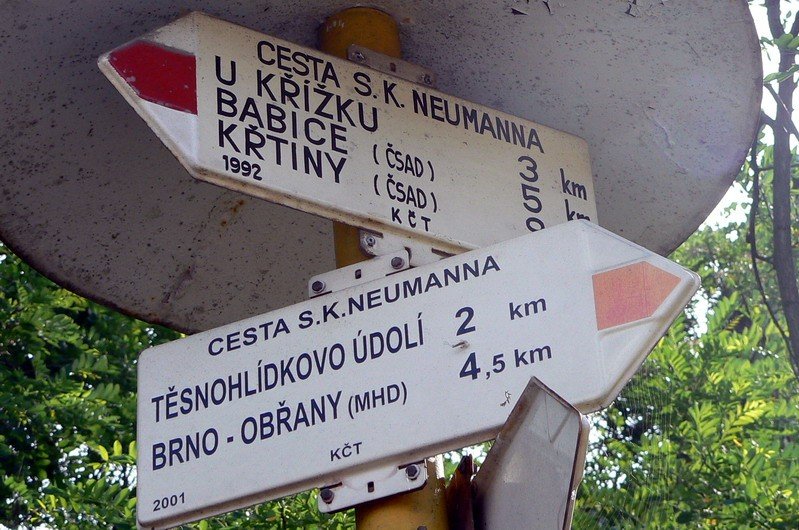 CESTA S.K. NEUMANNA
U KŘÍŽKU 3 km
BABICE (ČSAD) 5 km
KŘTINY (ČSAD)
1992 KČT
CESTA S.K.NEUMANNA
TĚSNOHLÍDKOVO ÚDOLÍ 2 km
BRNO - OBŘANY (MHD) 4,5 km
KČT
2001